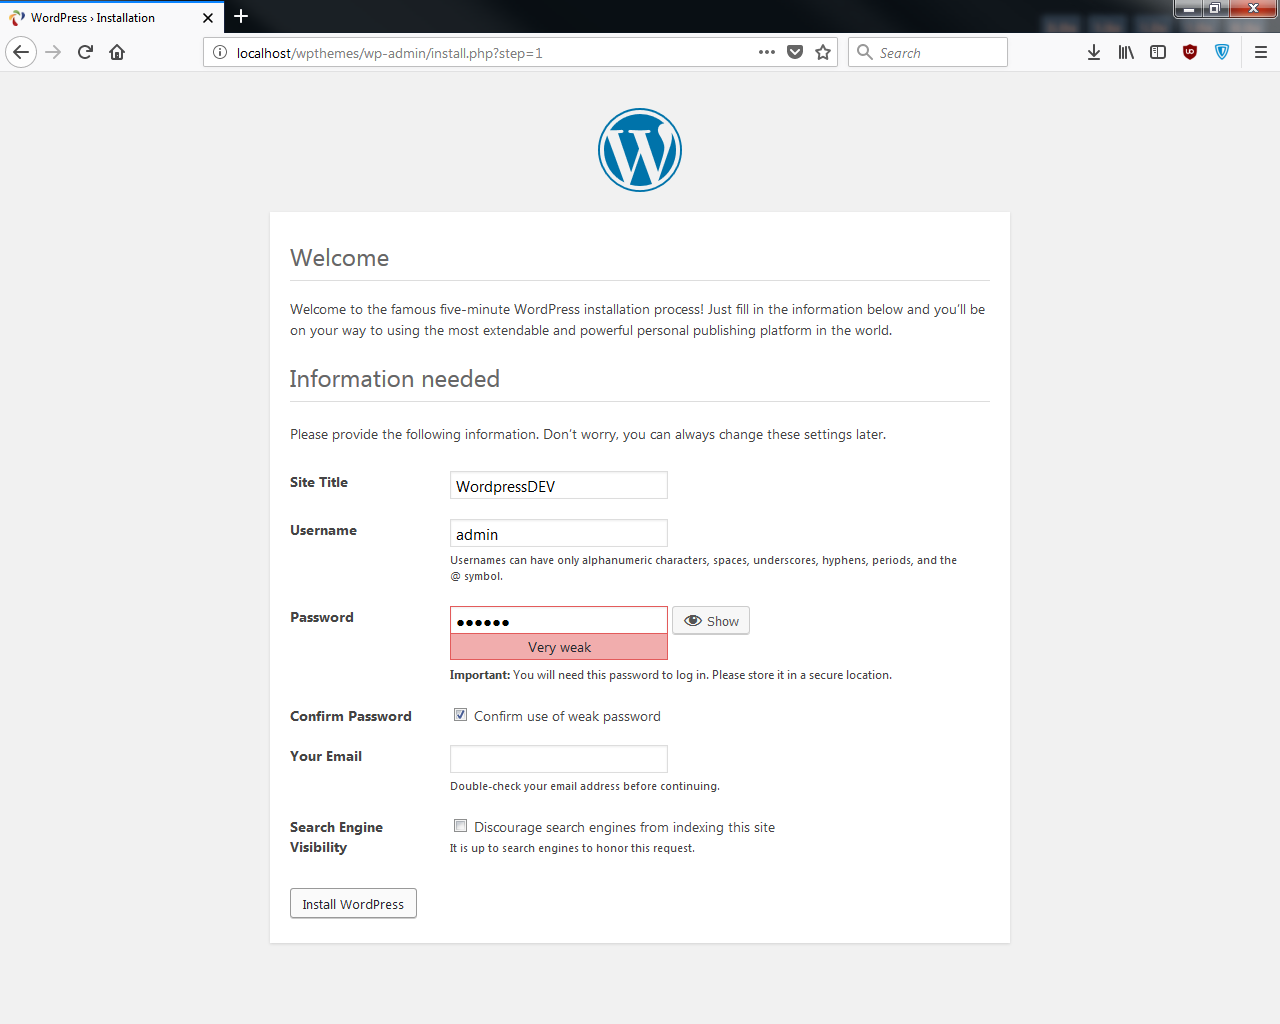 WordPress › Installation
localhost/wpthemes/wp-admin/install.php?step=1
Search
Welcome
Welcome to the famous five-minute WordPress installation process! Just fill in the information below and you’ll be
on your way to using the most extendable and powerful personal publishing platform in the world.
Information needed
Please provide the following information. Don’t worry, you can always change these settings later.
Site Title
WordpressDEV
Username
admin
Usernames can have only alphanumeric characters, spaces, underscores, hyphens, periods, and the
@ symbol.
Password
●●●●●●
Show
Very weak
Important: You will need this password to log in. Please store it in a secure location.
Confirm Password
Confirm use of weak password
Your Email
Double-check your email address before continuing.
Search Engine
Visibility
Discourage search engines from indexing this site
It is up to search engines to honor this request.
Install WordPress